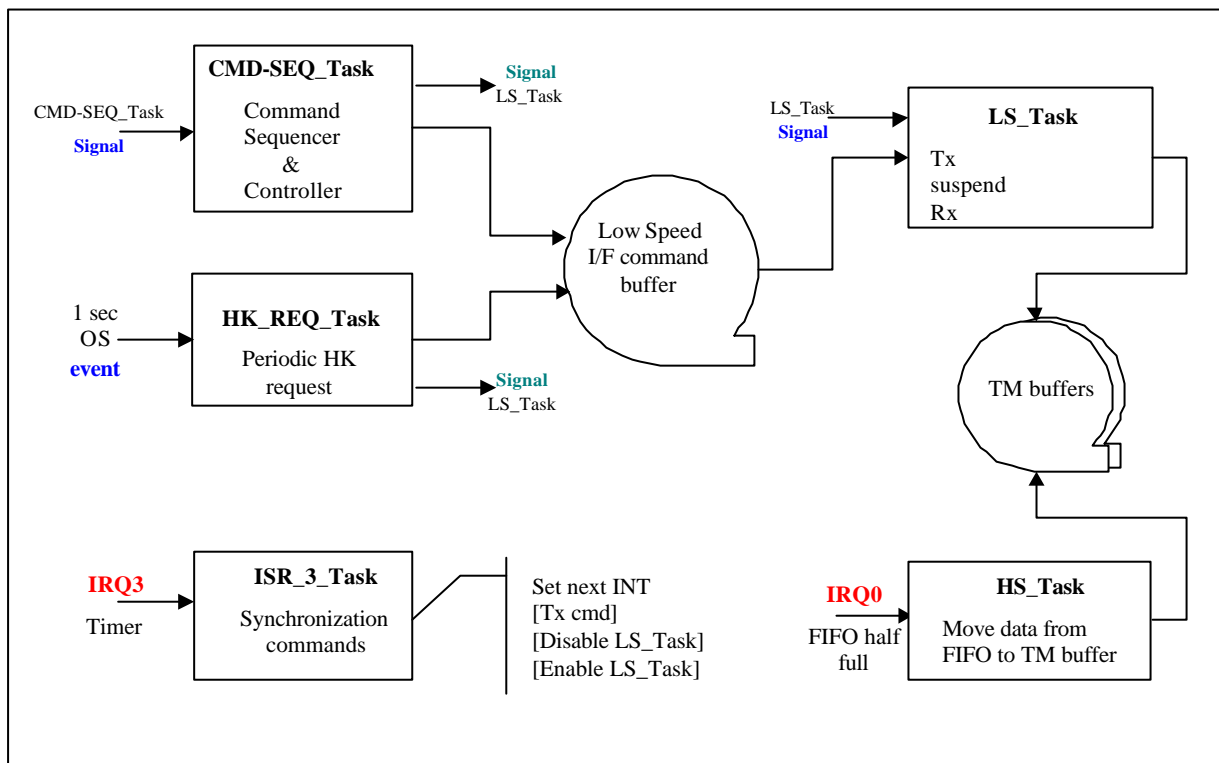 CMD-SEQ_Task
Signal
CMD-SEQ_Task
Command
Sequencer
&
Controller
Signal
LS_Task
1 sec
OS
event
HK_REQ_Task
Periodic HK
request
Signal
LS_Task
Low Speed
I/F command
buffer
LS_Task
Signal
LS_Task
Tx
suspend
Rx
TM buffers
IRQ3
Timer
ISR_3_Task
Synchronization
commands
Set next INT
[Tx cmd]
[Disable LS_Task]
[Enable LS_Task]
IRQ0
FIFO half
full
HS_Task
Move data from
FIFO to TM buffer